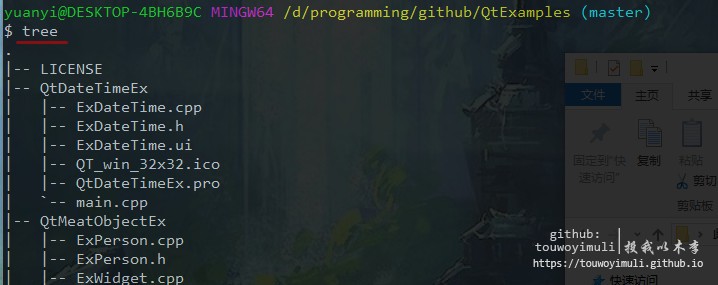 yuanyi@DESKTOP-4BH6B9C MINGW64 /d/programming/github/QtExamples (master)
$ tree
.
|-- LICENSE
|-- QtDateTimeEx
|   |-- ExDateTime.cpp
|   |-- ExDateTime.h
|   |-- ExDateTime.ui
|   |-- QT_win_32x32.ico
|   |-- QtDateTimeEx.pro
|   `-- main.cpp
|-- QtMeatObjectEx
|   |-- ExPerson.cpp
|   |-- ExPerson.h
|   |-- ExWidget.cpp
文件 主页 共享
固定到"快速访问"
复制
粘贴
剪切
剪贴板
github:
touwoyimuli
投我以木李
https://touwoyimuli.github.io
快速访问